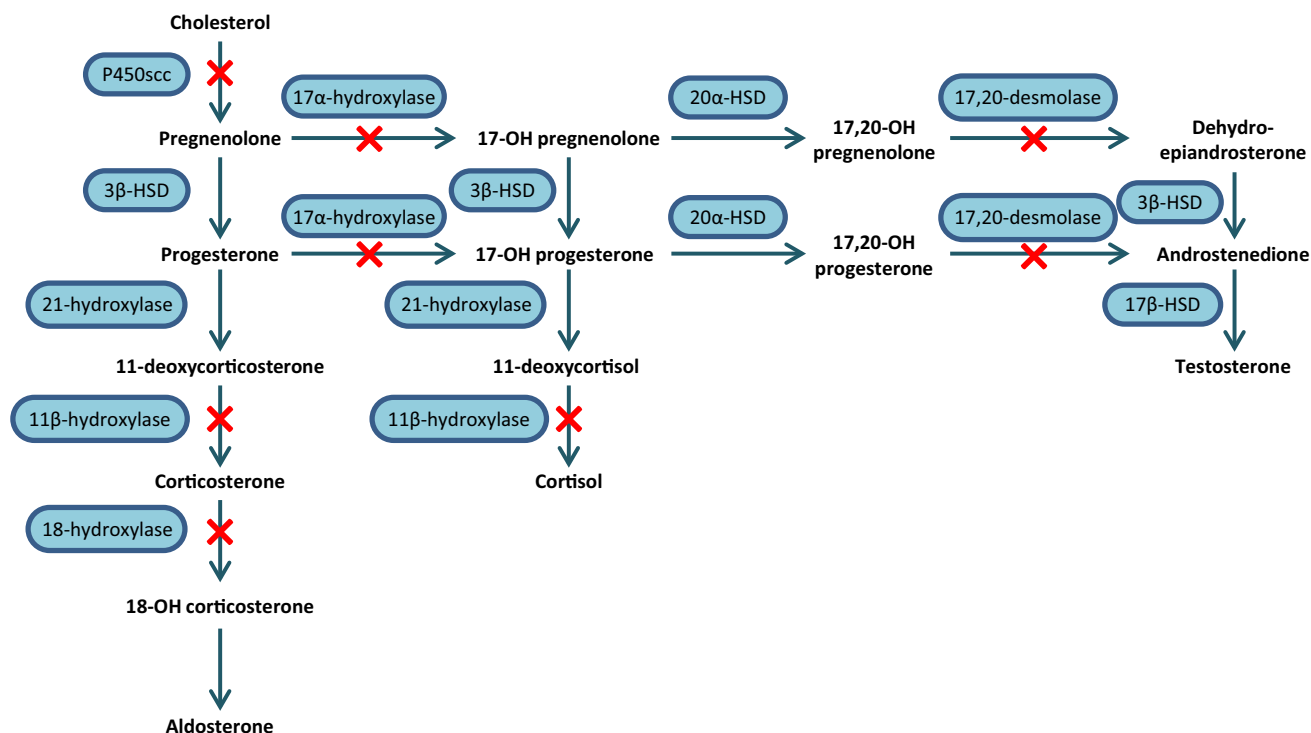 Cholesterol
P450scc
17α-hydroxylase
20α-HSD
17,20-desmolase
Pregnenolone
17-OH pregnenolone
17,20-OH
pregnenolone
Dehydro-
epiandrosterone
3β-HSD
17α-hydroxylase
3β-HSD
20α-HSD
17,20-desmolase
3β-HSD
Progesterone
17-OH progesterone
17,20-OH
progesterone
Androstenedione
21-hydroxylase
21-hydroxylase
17β-HSD
11-deoxycorticosterone
11-deoxycortisol
Testosterone
11β-hydroxylase
11β-hydroxylase
Corticosterone
Cortisol
18-hydroxylase
18-OH corticosterone
Aldosterone